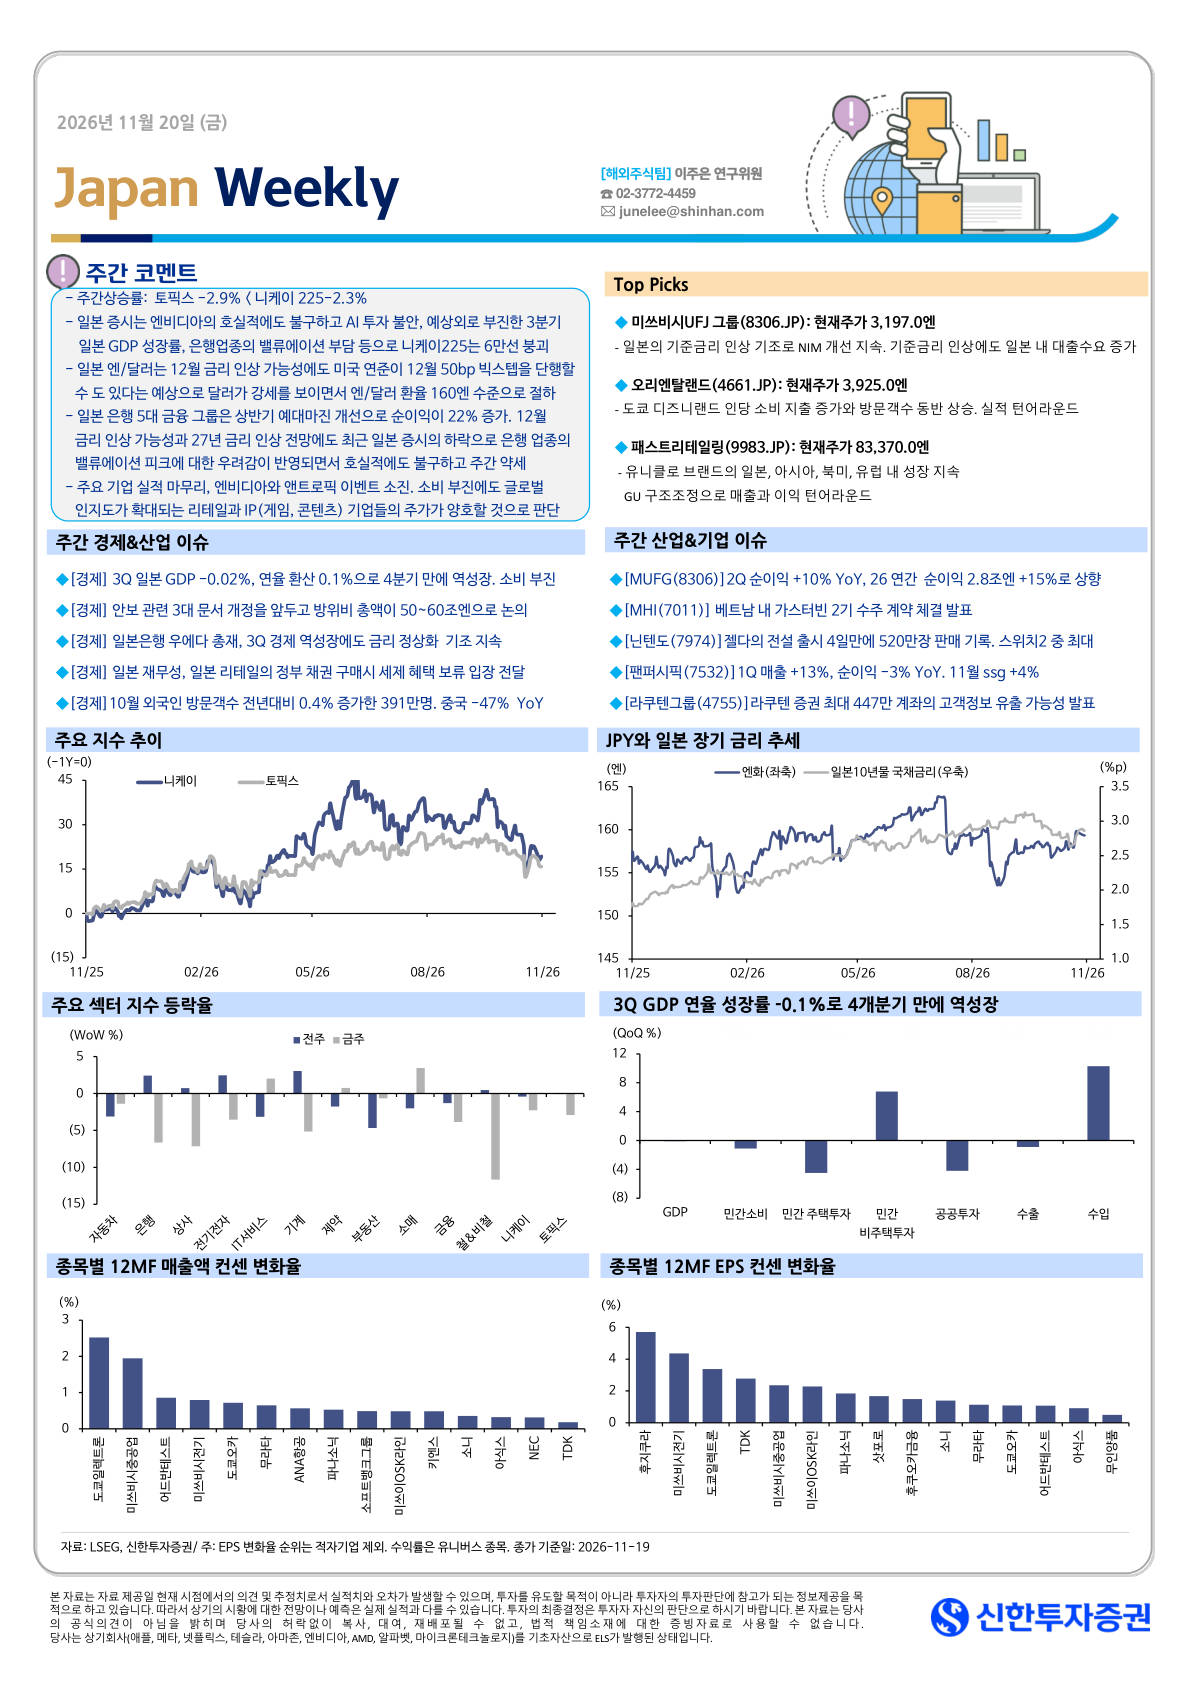 2026년 11월 20일 (금)
Japan Weekly
[해외주식팀] 이주은 연구위원
☎ 02-3772-4459
✉ junelee@shinhan.com
주간 코멘트
- 주간상승률: 토픽스 -2.9% < 니케이 225-2.3%
- 일본 증시는 엔비디아의 호실적에도 불구하고 AI 투자 불안, 예상외로 부진한 3분기
일본 GDP 성장률, 은행업종의 밸류에이션 부담 등으로 니케이225는 6만선 붕괴
- 일본 엔/달러는 12월 금리 인상 가능성에도 미국 연준이 12월 50bp 빅스텝을 단행할
수 도 있다는 예상으로 달러가 강세를 보이면서 엔/달러 환율 160엔 수준으로 절하
- 일본 은행 5대 금융 그룹은 상반기 예대마진 개선으로 순이익이 22% 증가. 12월
금리 인상 가능성과 27년 금리 인상 전망에도 최근 일본 증시의 하락으로 은행 업종의
밸류에이션 피크에 대한 우려감이 반영되면서 호실적에도 불구하고 주간 약세
- 주요 기업 실적 마무리, 엔비디아와 앤트로픽 이벤트 소진. 소비 부진에도 글로벌
인지도가 확대되는 리테일과 IP(게임, 콘텐츠) 기업들의 주가가 양호할 것으로 판단
Top Picks
◆ 미쓰비시UFJ 그룹(8306.JP): 현재주가 3,197.0엔
- 일본의 기준금리 인상 기조로 NIM 개선 지속. 기준금리 인상에도 일본 내 대출수요 증가
◆ 오리엔탈랜드(4661.JP): 현재주가 3,925.0엔
- 도쿄 디즈니랜드 인당 소비 지출 증가와 방문객수 동반 상승. 실적 턴어라운드
◆ 패스트리테일링(9983.JP): 현재주가 83,370.0엔
- 유니클로 브랜드의 일본, 아시아, 북미, 유럽 내 성장 지속
GU 구조조정으로 매출과 이익 턴어라운드
주간 경제&산업 이슈
◆[경제] 3Q 일본 GDP -0.02%, 연율 환산 0.1%으로 4분기 만에 역성장. 소비 부진
◆[경제] 안보 관련 3대 문서 개정을 앞두고 방위비 총액이 50~60조엔으로 논의
◆[경제] 일본은행 우에다 총재, 3Q 경제 역성장에도 금리 정상화 기조 지속
◆[경제] 일본 재무성, 일본 리테일의 정부 채권 구매시 세제 혜택 보류 입장 전달
◆[경제]10월 외국인 방문객수 전년대비 0.4% 증가한 391만명. 중국 -47% YoY
주간 산업&기업 이슈
◆[MUFG(8306)]2Q 순이익 +10% YoY, 26 연간 순이익 2.8조엔 +15%로 상향
◆[MHI(7011)] 베트남 내 가스터빈 2기 수주 계약 체결 발표
◆[닌텐도(7974)]젤다의 전설 출시 4일만에 520만장 판매 기록. 스위치2 중 최대
◆[팬퍼시픽(7532)]1Q 매출 +13%, 순이익 -3% YoY. 11월 ssg +4%
◆[라쿠텐그룹(4755)]라쿠텐 증권 최대 447만 계좌의 고객정보 유출 가능성 발표
주요 지수 추이
(-1Y=0)
니케이 토픽스
45
30
15
0
(15)
11/25 02/26 05/26 08/26 11/26
JPY와 일본 장기 금리 추세
(엔) (%p)
엔화(좌축) 일본10년물 국채금리(우축)
165 3.5
160 3.0
155 2.5
2.0
150 1.5
145 1.0
11/25 02/26 05/26 08/26 11/26
주요 섹터 지수 등락율
(WoW %)
전주 금주
5
0
(5)
(10)
(15)
자동차 은행 상사 전기전자 IT서비스 기계 제약 부동산 소매 금융 철&비철 니케이 토픽스
3Q GDP 연율 성장률 -0.1%로 4개분기 만에 역성장
(QoQ %)
12
8
4
0
(4)
(8)
GDP 민간소비 민간 주택투자 민간 공공투자 수출 수입
비주택투자
종목별 12MF 매출액 컨센 변화율
(%)
3
2
1
0
도쿄일렉트론 미쓰비시중공업 어드반테스트 미쓰비시전기 도쿄오카 무라타 ANA항공 파나소닉 소프트뱅크그룹 미쓰이OSK라인 키엔스 소니 아식스 NEC TDK
종목별 12MF EPS 컨센 변화율
(%)
6
4
2
0
후지쿠라 미쓰비시전기 도쿄일렉트론 TDK 미쓰비시중공업 미쓰이OSK라인 파나소닉 삿포로 후쿠오카금융 소니 무라타 도쿄오카 어드반테스트 아식스 무인양품
자료: LSEG, 신한투자증권/ 주: EPS 변화율 순위는 적자기업 제외. 수익률은 유니버스 종목. 종가 기준일: 2026-11-19
본 자료는 자료 제공일 현재 시점에서의 의견 및 추정치로서 실적치와 오차가 발생할 수 있으며, 투자를 유도할 목적이 아니라 투자자의 투자판단에 참고가 되는 정보제공을 목
적으로 하고 있습니다. 따라서 상기의 시황에 대한 전망이나 예측은 실제 실적과 다를 수 있습니다. 투자의 최종결정은 투자자 자신의 판단으로 하시기 바랍니다. 본 자료는 당사
의 공식의견이 아님을 밝히며 당사의 허락없이 복사, 대여, 재배포될 수 없고, 법적 책임소재에 대한 증빙자료로 사용할 수 없습니다.
당사는 상기회사(애플, 메타, 넷플릭스, 테슬라, 아마존, 엔비디아, AMD, 알파벳, 마이크론테크놀로지)를 기초자산으로 ELS가 발행된 상태입니다.
신한투자증권